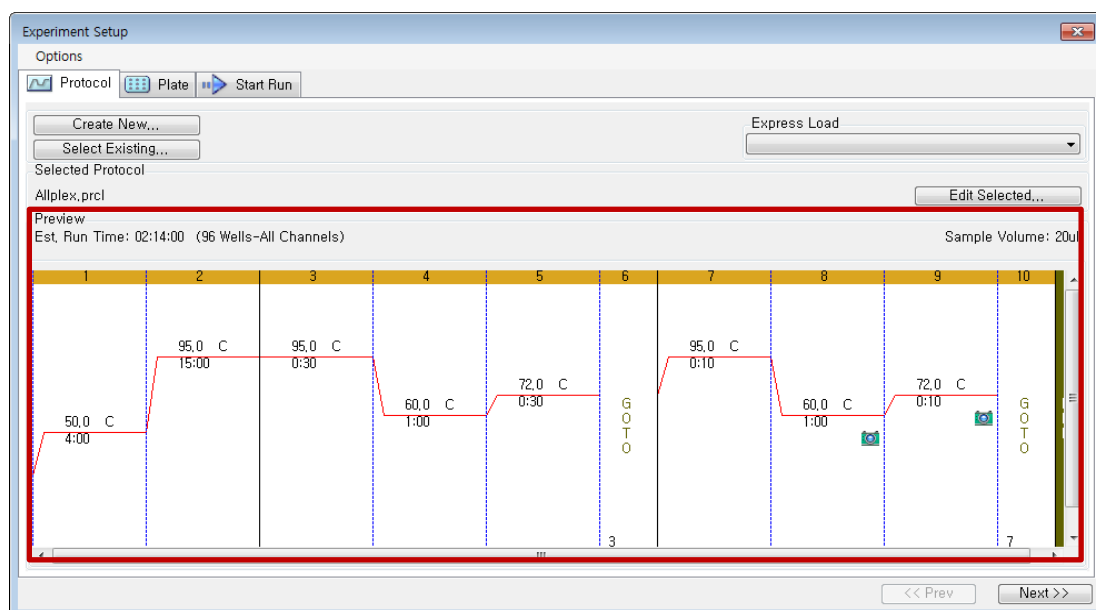 Experiment Setup
Options
Protocol Plate Start Run
Create New...
Express Load
Select Existing...
Selected Protocol
Allplex.prcl
Edit Selected...
Preview
Est. Run Time: 02:14:00 (96 Wells-All Channels)
Sample Volume: 20ul
1 2 3 4 5 6 7 8 9 10
95.0 C 95.0 C 95.0 C
15:00 0:30 0:10
72.0 C 72.0 C
0:30 0:10
60.0 C 60.0 C
1:00 1:00
50.0 C
4:00
GOTO GOTO
3 7
<< Prev Next >>